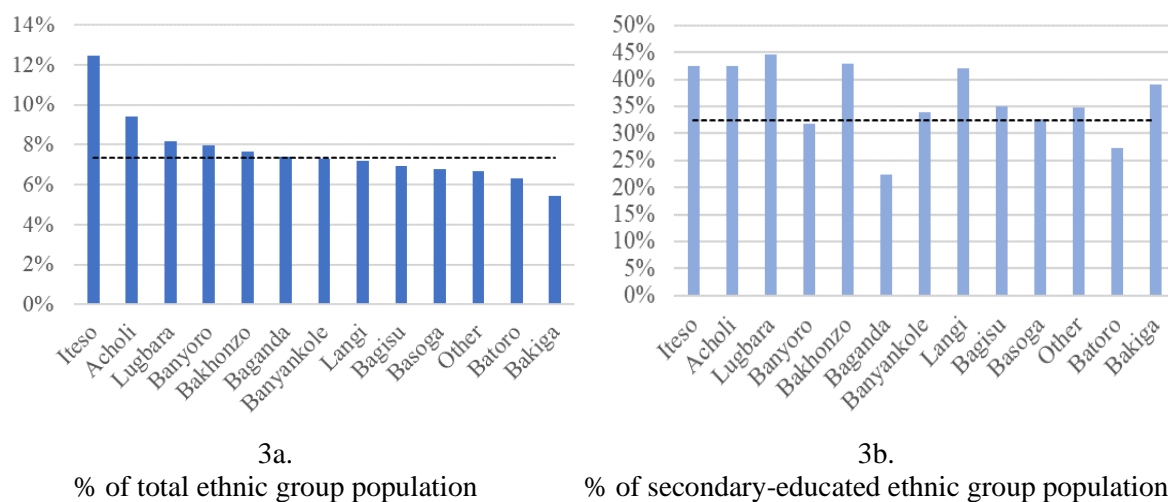 14%
12%
10%
8%
6%
4%
2%
0%
Iteso
Acholi
Lugbara
Banyoro
Bakhonzo
Baganda
Banyankole
Langi
Bagisu
Basoga
Other
Batoro
Bakiga
3a.
% of total ethnic group population
50%
45%
40%
35%
30%
25%
20%
15%
10%
5%
0%
Iteso
Acholi
Lugbara
Banyoro
Bakhonzo
Baganda
Banyankole
Langi
Bagisu
Basoga
Other
Batoro
Bakiga
3b.
% of secondary-educated ethnic group population